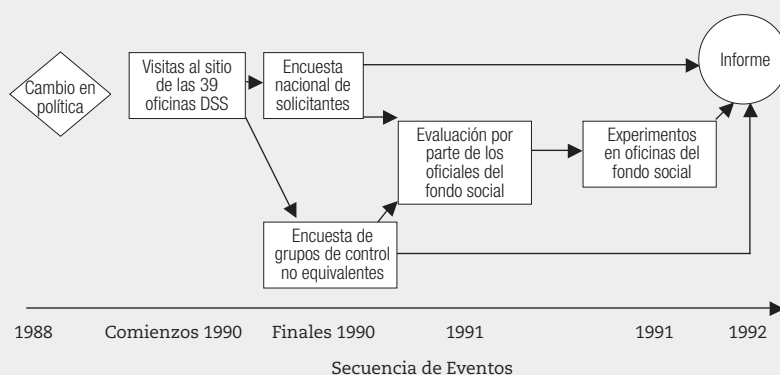 Cambio en
política
Visitas al sitio
de las 39
oficinas DSS
Encuesta
nacional de
solicitantes
Informe
Evaluación por
parte de los
oficiales del
fondo social
Experimentos
en oficinas del
fondo social
Encuesta de
grupos de control
no equivalentes
1988 Comienzos 1990 Finales 1990 1991 1991 1992
Secuencia de Eventos